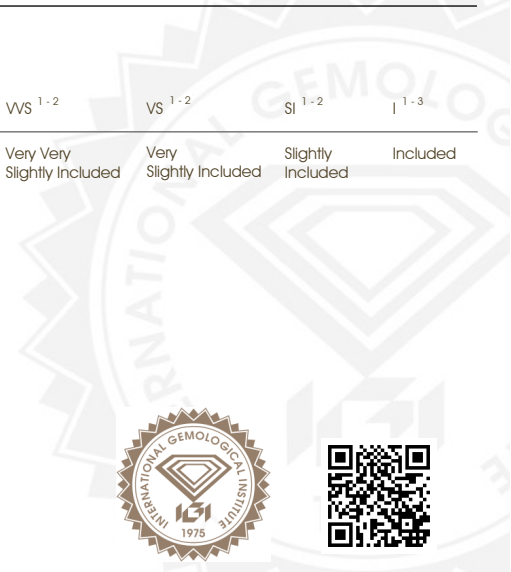 VVS 1 - 2
VS 1 - 2
SI 1 - 2
I 1 - 3
Very Very
Slightly Included
Very
Slightly Included
Slightly
Included
Included
INTERNATIONAL GEMOLOGICAL INSTITUTE
IGI
1975